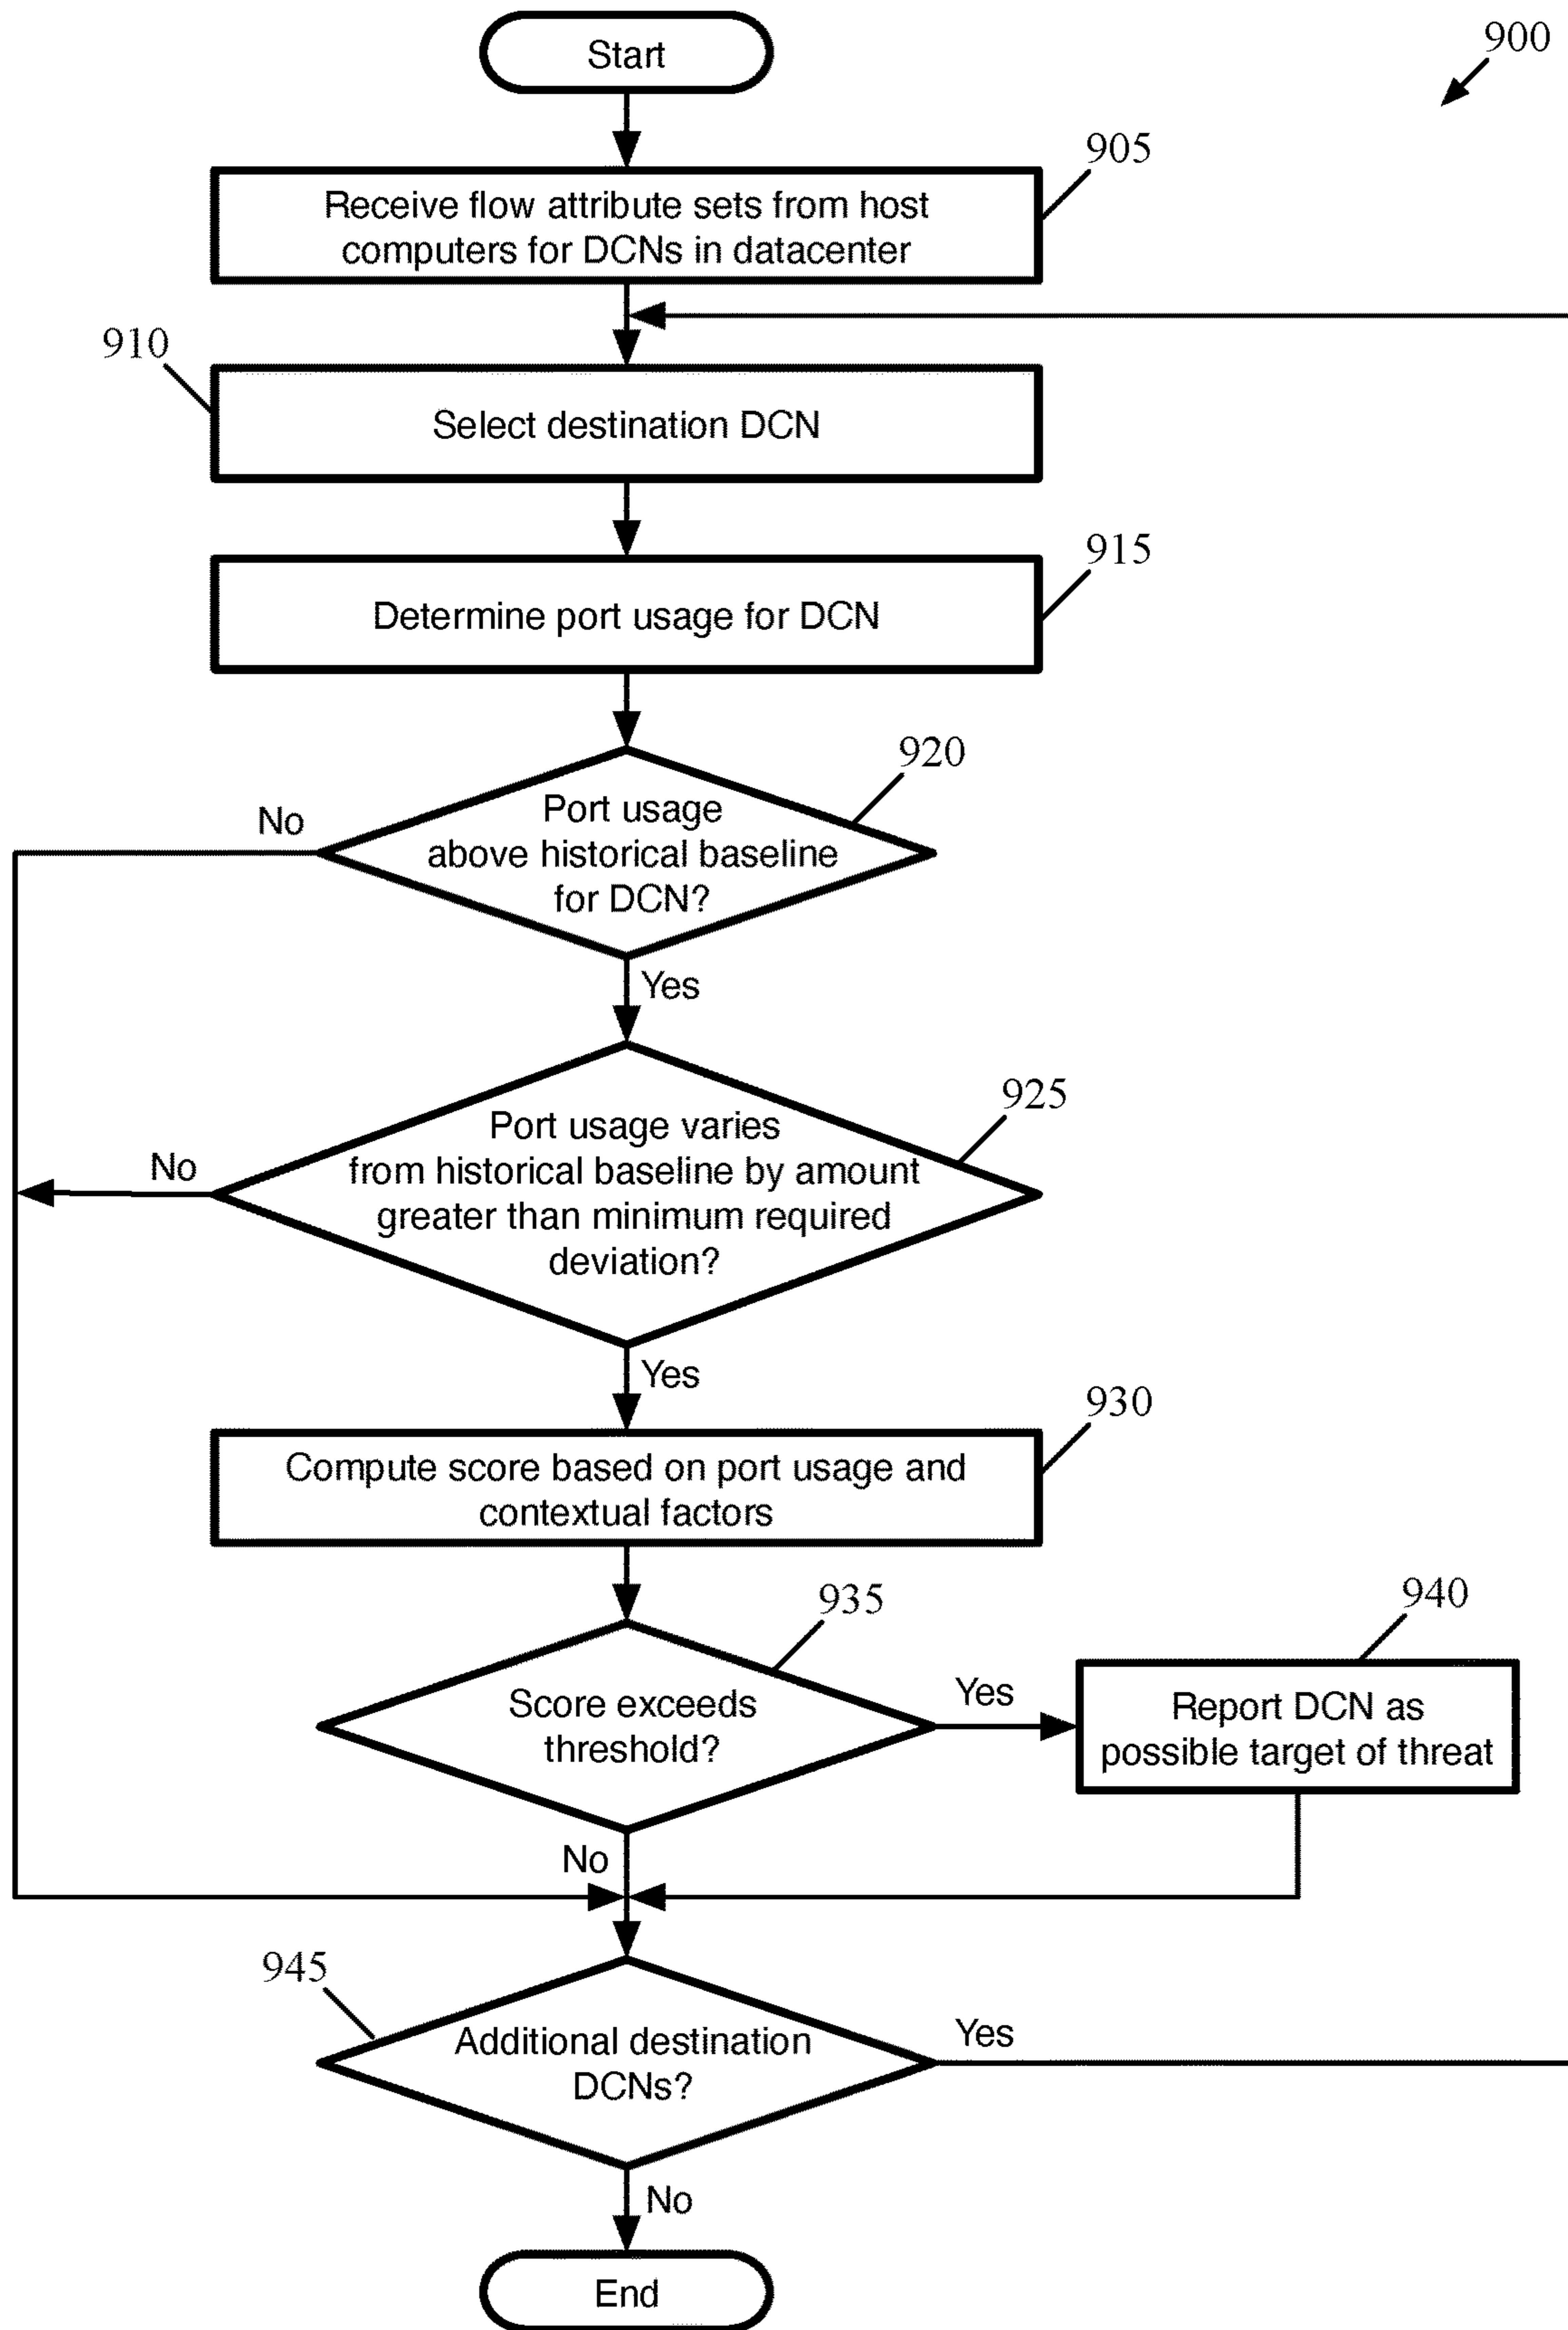 Start
900
905
Receive flow attribute sets from host
computers for DCNs in datacenter
910
Select destination DCN
915
Determine port usage for DCN
920
No
Port usage
above historical baseline
for DCN?
Yes
925
No
Port usage varies
from historical baseline by amount
greater than minimum required
deviation?
Yes
930
Compute score based on port usage and
contextual factors
935
940
Score exceeds
threshold?
Yes
Report DCN as
possible target of threat
No
945
Additional destination
DCNs?
Yes
No
End